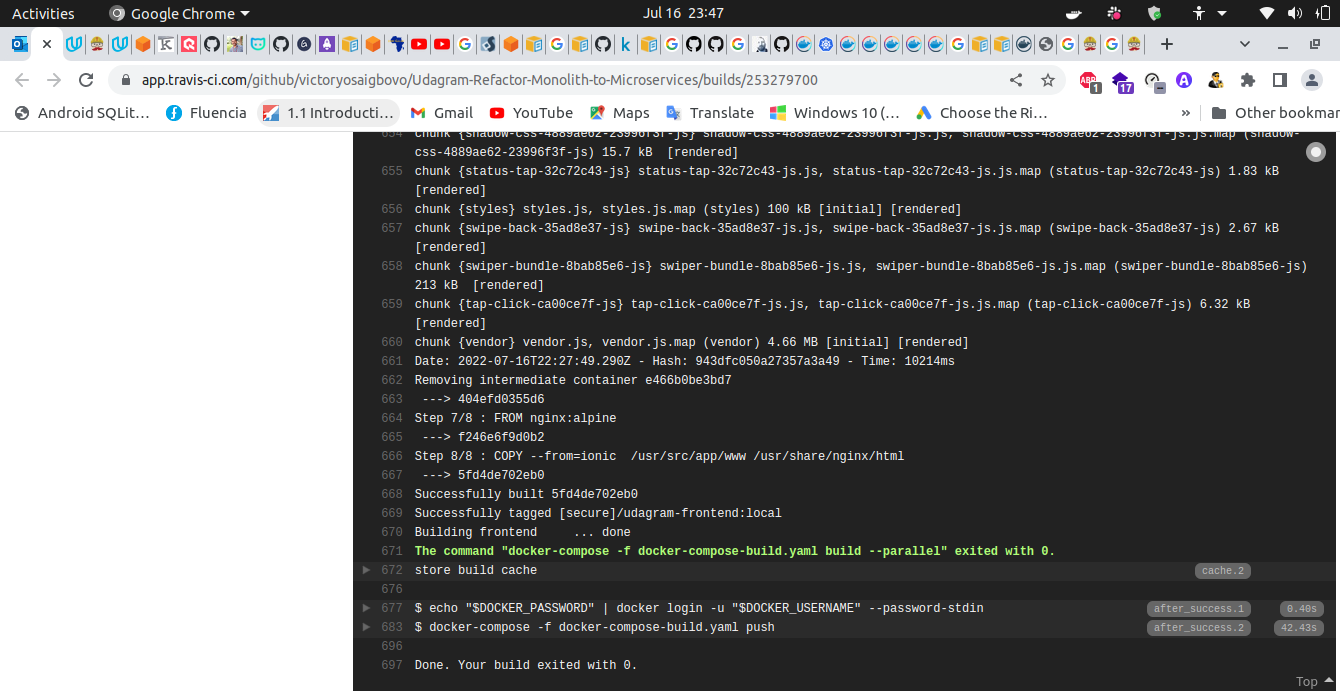 Activities
Google Chrome
Jul 16 23:47
app.travis-ci.com/github/victoryosaigbovo/Udagram-Refactor-Monolith-to-Microservices/builds/253279700
1
17
Android SQLit...
Fluencia
1.1 Introducti...
Gmail
YouTube
Maps
Translate
Windows 10 (...
Choose the Ri...
»
Other bookmar
654 chunk {shadow-css-4889ae62-23996f3f-js} shadow-css-4889ae62-23996f3f-js.js, shadow-css-4889ae62-23996f3f-js.js.map (shadow-
css-4889ae62-23996f3f-js) 15.7 kB [rendered]
655 chunk {status-tap-32c72c43-js} status-tap-32c72c43-js.js, status-tap-32c72c43-js.js.map (status-tap-32c72c43-js) 1.83 kB
[rendered]
656 chunk {styles} styles.js, styles.js.map (styles) 100 kB [initial] [rendered]
657 chunk {swipe-back-35ad8e37-js} swipe-back-35ad8e37-js.js, swipe-back-35ad8e37-js.js.map (swipe-back-35ad8e37-js) 2.67 kB
[rendered]
658 chunk {swiper-bundle-8bab85e6-js} swiper-bundle-8bab85e6-js.js, swiper-bundle-8bab85e6-js.js.map (swiper-bundle-8bab85e6-js)
213 kB [rendered]
659 chunk {tap-click-ca00ce7f-js} tap-click-ca00ce7f-js.js, tap-click-ca00ce7f-js.js.map (tap-click-ca00ce7f-js) 6.32 kB
[rendered]
660 chunk {vendor} vendor.js, vendor.js.map (vendor) 4.66 MB [initial] [rendered]
661 Date: 2022-07-16T22:27:49.290Z - Hash: 943dfc050a27357a3a49 - Time: 10214ms
662 Removing intermediate container e466b0be3bd7
663 ---> 404efd0355d6
664 Step 7/8 : FROM nginx:alpine
665 ---> f246e6f9d0b2
666 Step 8/8 : COPY --from=ionic /usr/src/app/www /usr/share/nginx/html
667 ---> 5fd4de702eb0
668 Successfully built 5fd4de702eb0
669 Successfully tagged [secure]/udagram-frontend:local
670 Building frontend ... done
671 The command "docker-compose -f docker-compose-build.yaml build --parallel" exited with 0.
672 store build cache cache.2
676
677 $ echo "$DOCKER_PASSWORD" | docker login -u "$DOCKER_USERNAME" --password-stdin after_success.1 0.40s
683 $ docker-compose -f docker-compose-build.yaml push after_success.2 42.43s
696
697 Done. Your build exited with 0.
Top